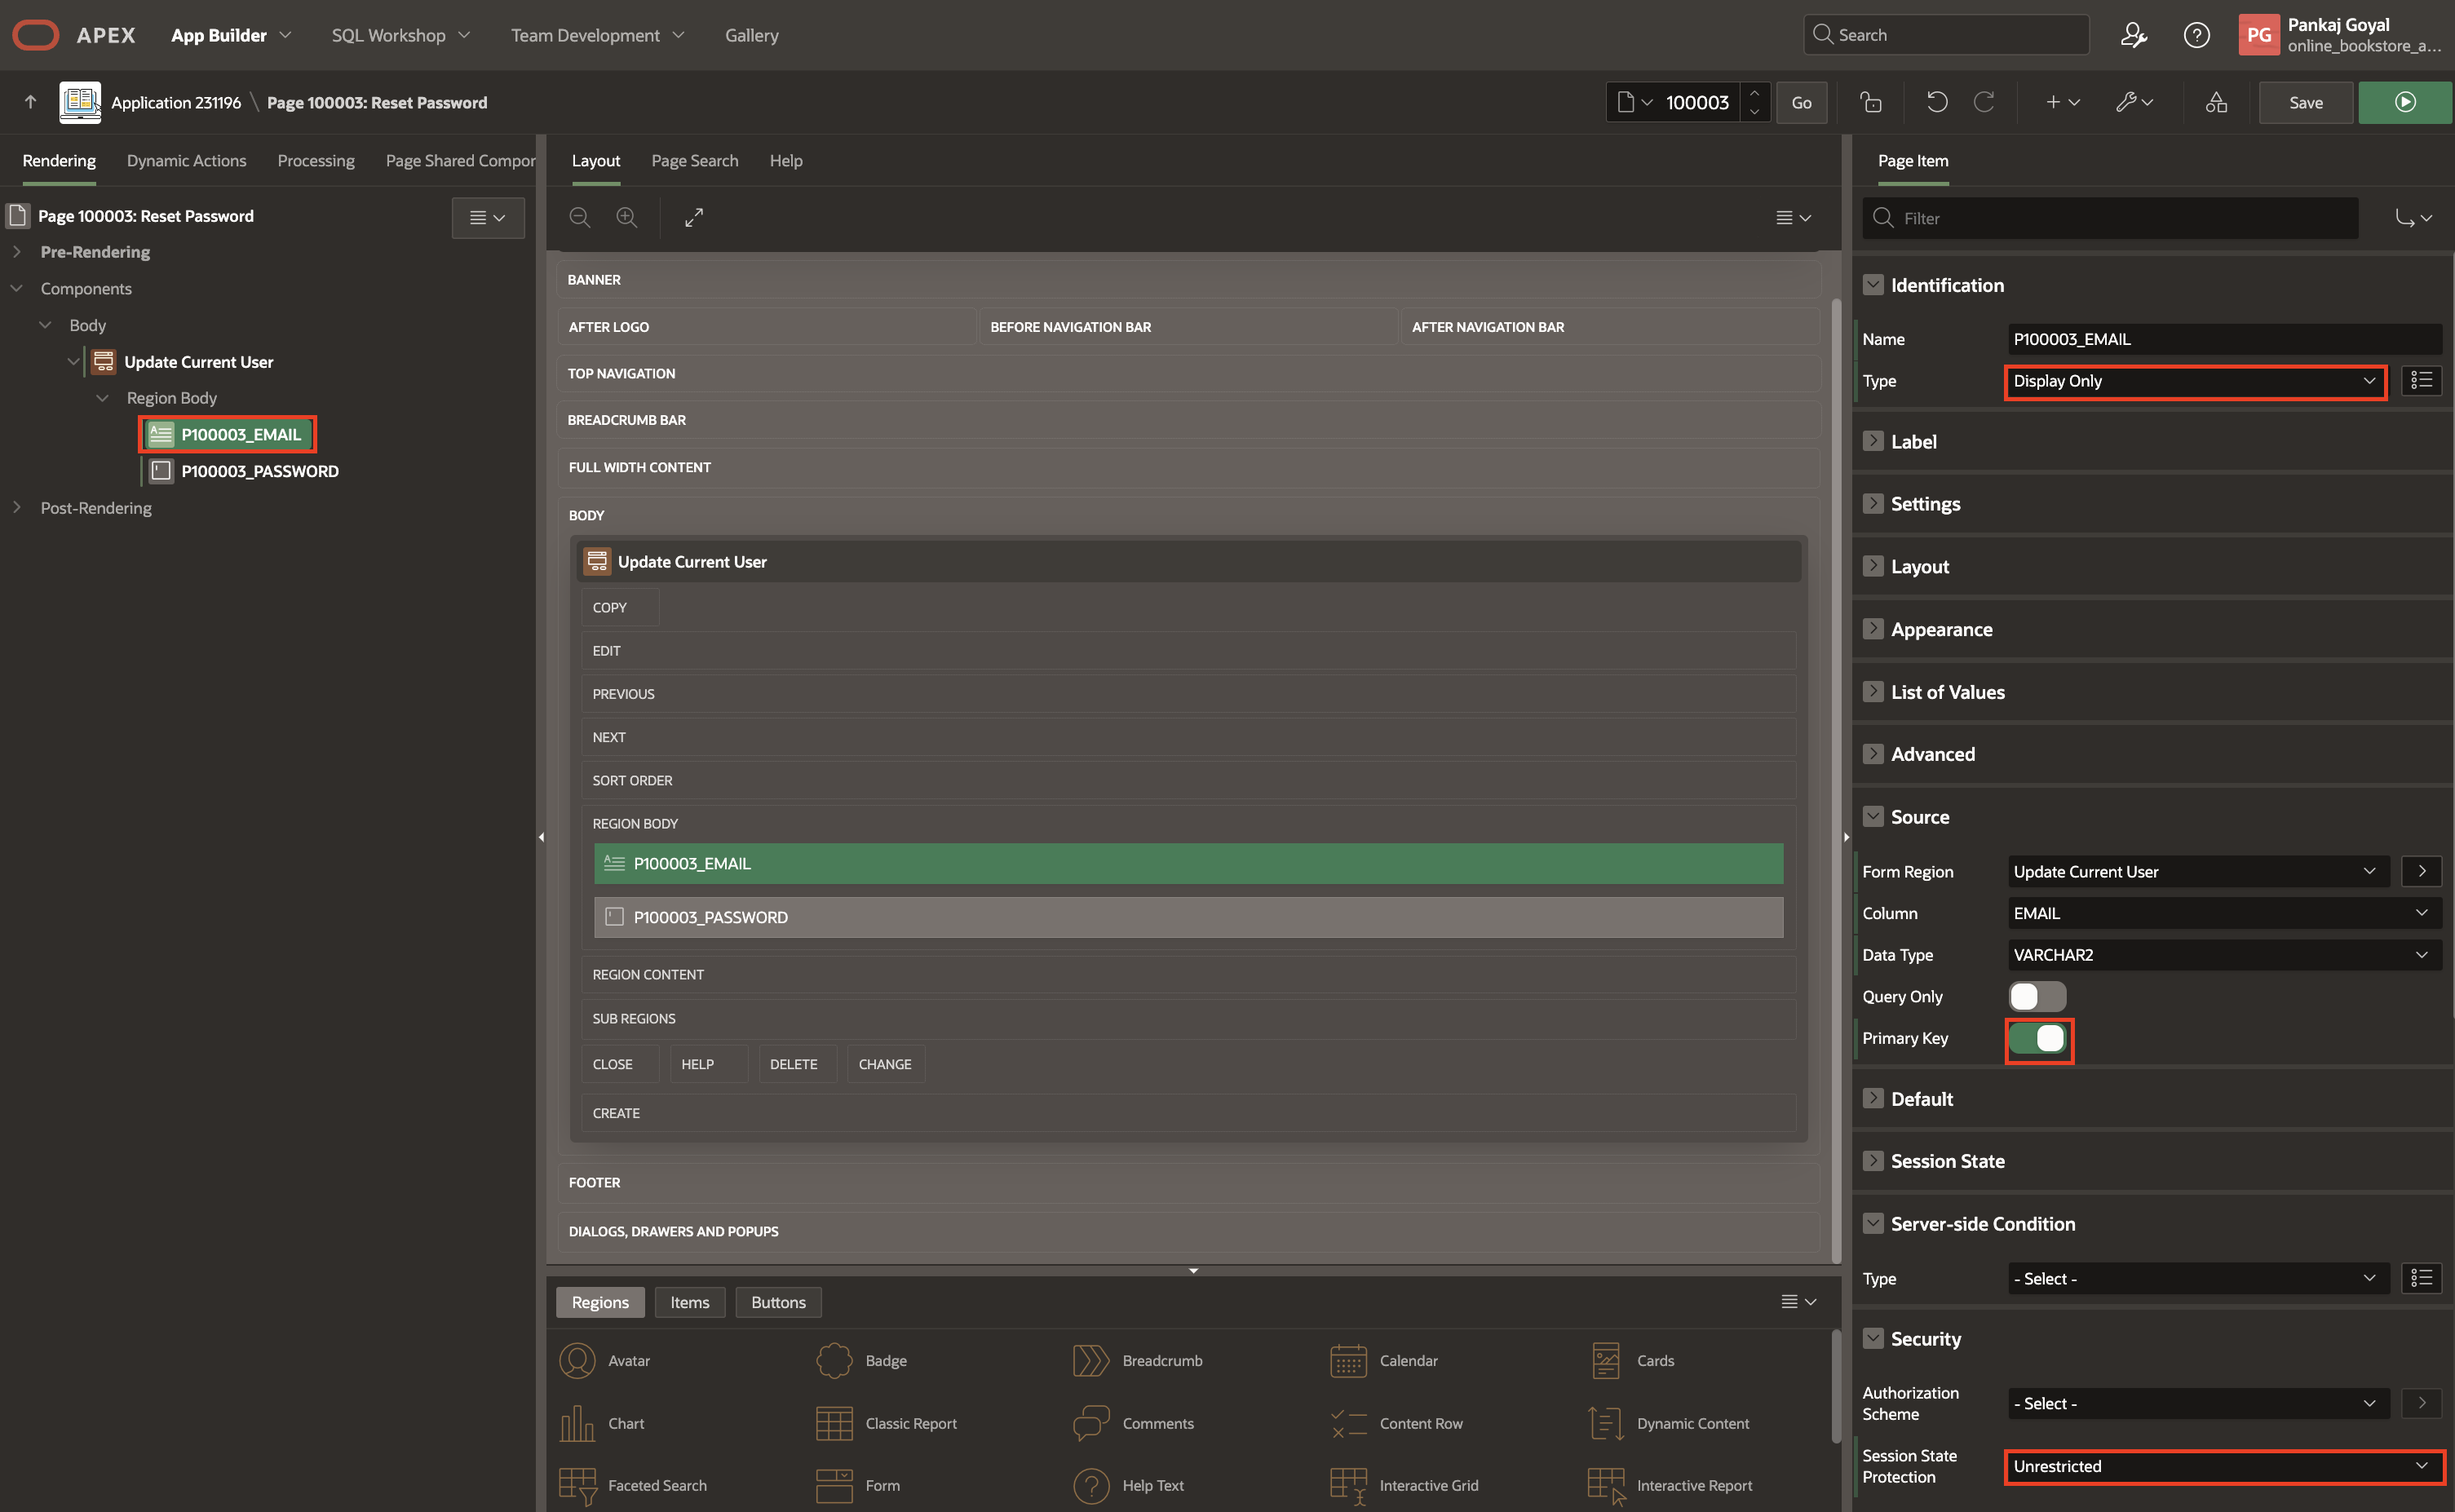 APEX App Builder SQL Workshop Team Development Gallery Search PG Pankaj Goyal
online_bookstore_a...
Application 231196 \ Page 100003: Reset Password 100003 Go Save
Rendering Dynamic Actions Processing Page Shared Compor
Page 100003: Reset Password
Pre-Rendering
Components
Body
Update Current User
Region Body
P100003_EMAIL
P100003_PASSWORD
Post-Rendering
Layout Page Search Help
BANNER
AFTER LOGO BEFORE NAVIGATION BAR AFTER NAVIGATION BAR
TOP NAVIGATION
BREADCRUMB BAR
FULL WIDTH CONTENT
BODY
Update Current User
COPY
EDIT
PREVIOUS
NEXT
SORT ORDER
REGION BODY
P100003_EMAIL
P100003_PASSWORD
REGION CONTENT
SUB REGIONS
CLOSE HELP DELETE CHANGE
CREATE
FOOTER
DIALOGS, DRAWERS AND POPUPS
Regions Items Buttons
Avatar Badge Breadcrumb Calendar Cards
Chart Classic Report Comments Content Row Dynamic Content
Faceted Search Form Help Text Interactive Grid Interactive Report
Page Item
Filter
Identification
Name P100003_EMAIL
Type Display Only
Label
Settings
Layout
Appearance
List of Values
Advanced
Source
Form Region Update Current User
Column EMAIL
Data Type VARCHAR2
Query Only
Primary Key
Default
Session State
Server-side Condition
Type - Select -
Security
Authorization
Scheme - Select -
Session State
Protection Unrestricted